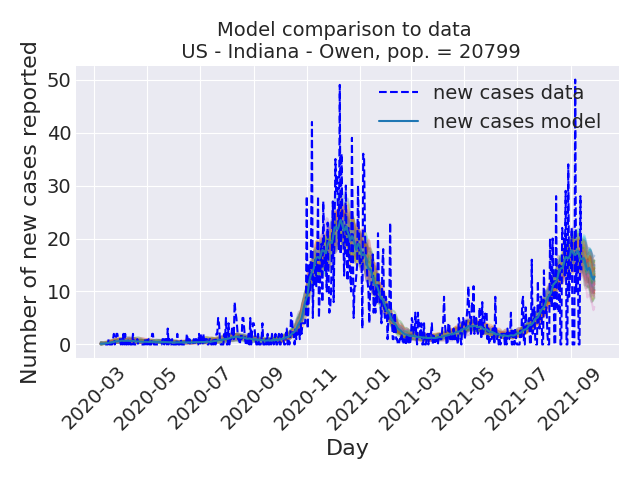 Model comparison to data
US - Indiana - Owen, pop. = 20799
Number of new cases reported
50
40
30
20
10
0
new cases data
new cases model
2020-03
2020-05
2020-07
2020-09
2020-11
2021-01
2021-03
2021-05
2021-07
2021-09
Day